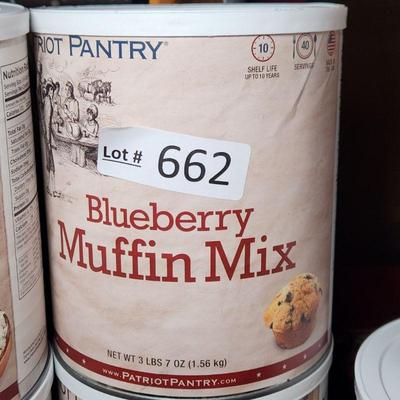 TRIOT PANTRY®
10
SHELF LIFE
UP TO 10 YEARS
40
SERVINGS
Lot # 662
Blueberry
Muffin Mix
NET WT 3 LBS 7 OZ (1.56 kg)
WWW.PATRIOTPANTRY.COM